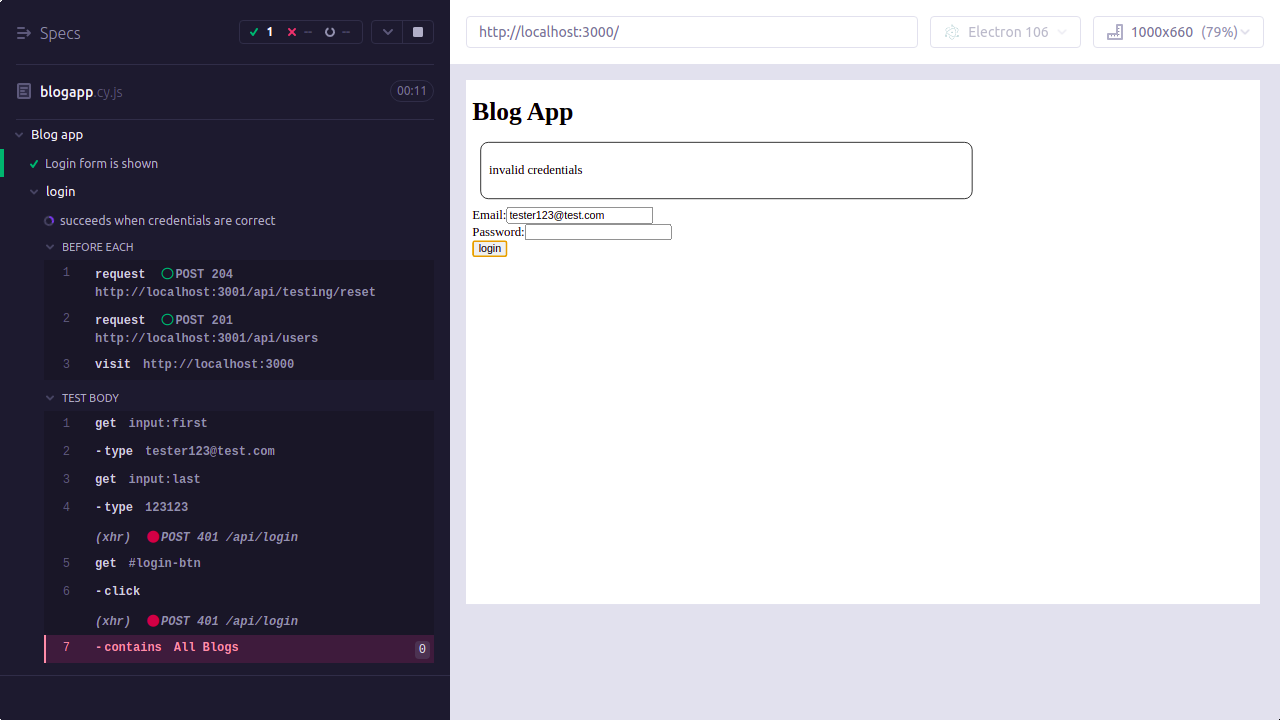 Specs
1
--
--
blogapp.cy.js
00:11
Blog app
Login form is shown
login
succeeds when credentials are correct
BEFORE EACH
1 request POST 204
http://localhost:3001/api/testing/reset
2 request POST 201
http://localhost:3001/api/users
3 visit http://localhost:3000
TEST BODY
1 get input:first
2 -type tester123@test.com
3 get input:last
4 -type 123123
(xhr) POST 401 /api/login
5 get #login-btn
6 -click
(xhr) POST 401 /api/login
7 -contains All Blogs 0
http://localhost:3000/
Electron 106
1000x660 (79%)
Blog App
invalid credentials
Email: tester123@test.com
Password:
login